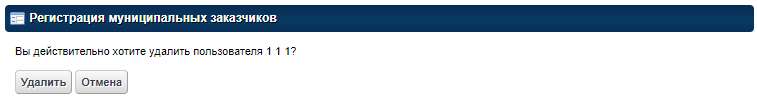 Регистрация муниципальных заказчиков
Вы действительно хотите удалить пользователя 1 1 1?
Удалить Отмена